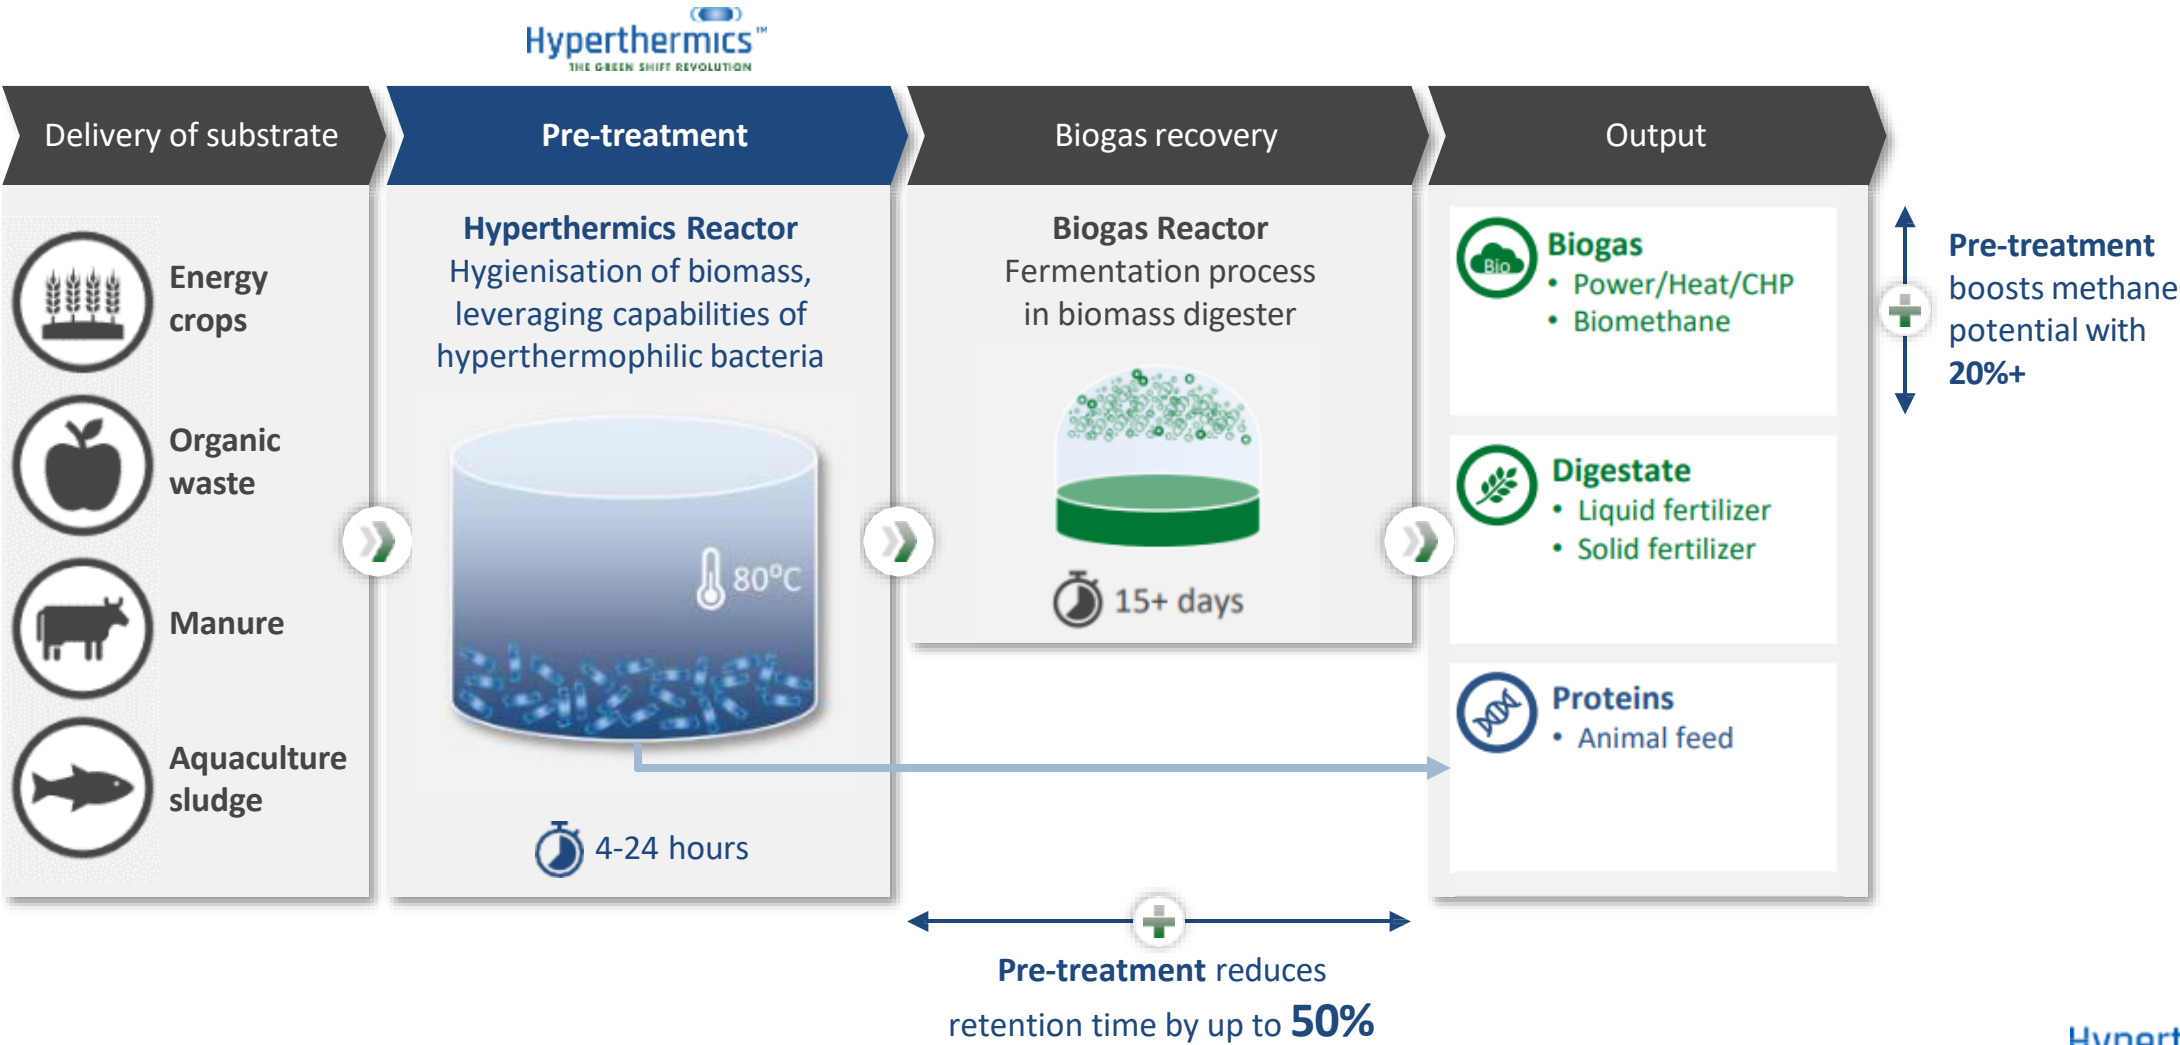 Hyperthermics™
THE GREEN SHIFT REVOLUTION
Delivery of substrate
Pre-treatment
Biogas recovery
Output
Energy
crops
Organic
waste
Manure
Aquaculture
sludge
Hyperthermics Reactor
Hygienisation of biomass,
leveraging capabilities of
hyperthermophilic bacteria
80°C
4-24 hours
Biogas Reactor
Fermentation process
in biomass digester
15+ days
Bio
Biogas
• Power/Heat/CHP
• Biomethane
Digestate
• Liquid fertilizer
• Solid fertilizer
Proteins
• Animal feed
Pre-treatment
boosts methane
potential with
20%+
Pre-treatment reduces
retention time by up to 50%